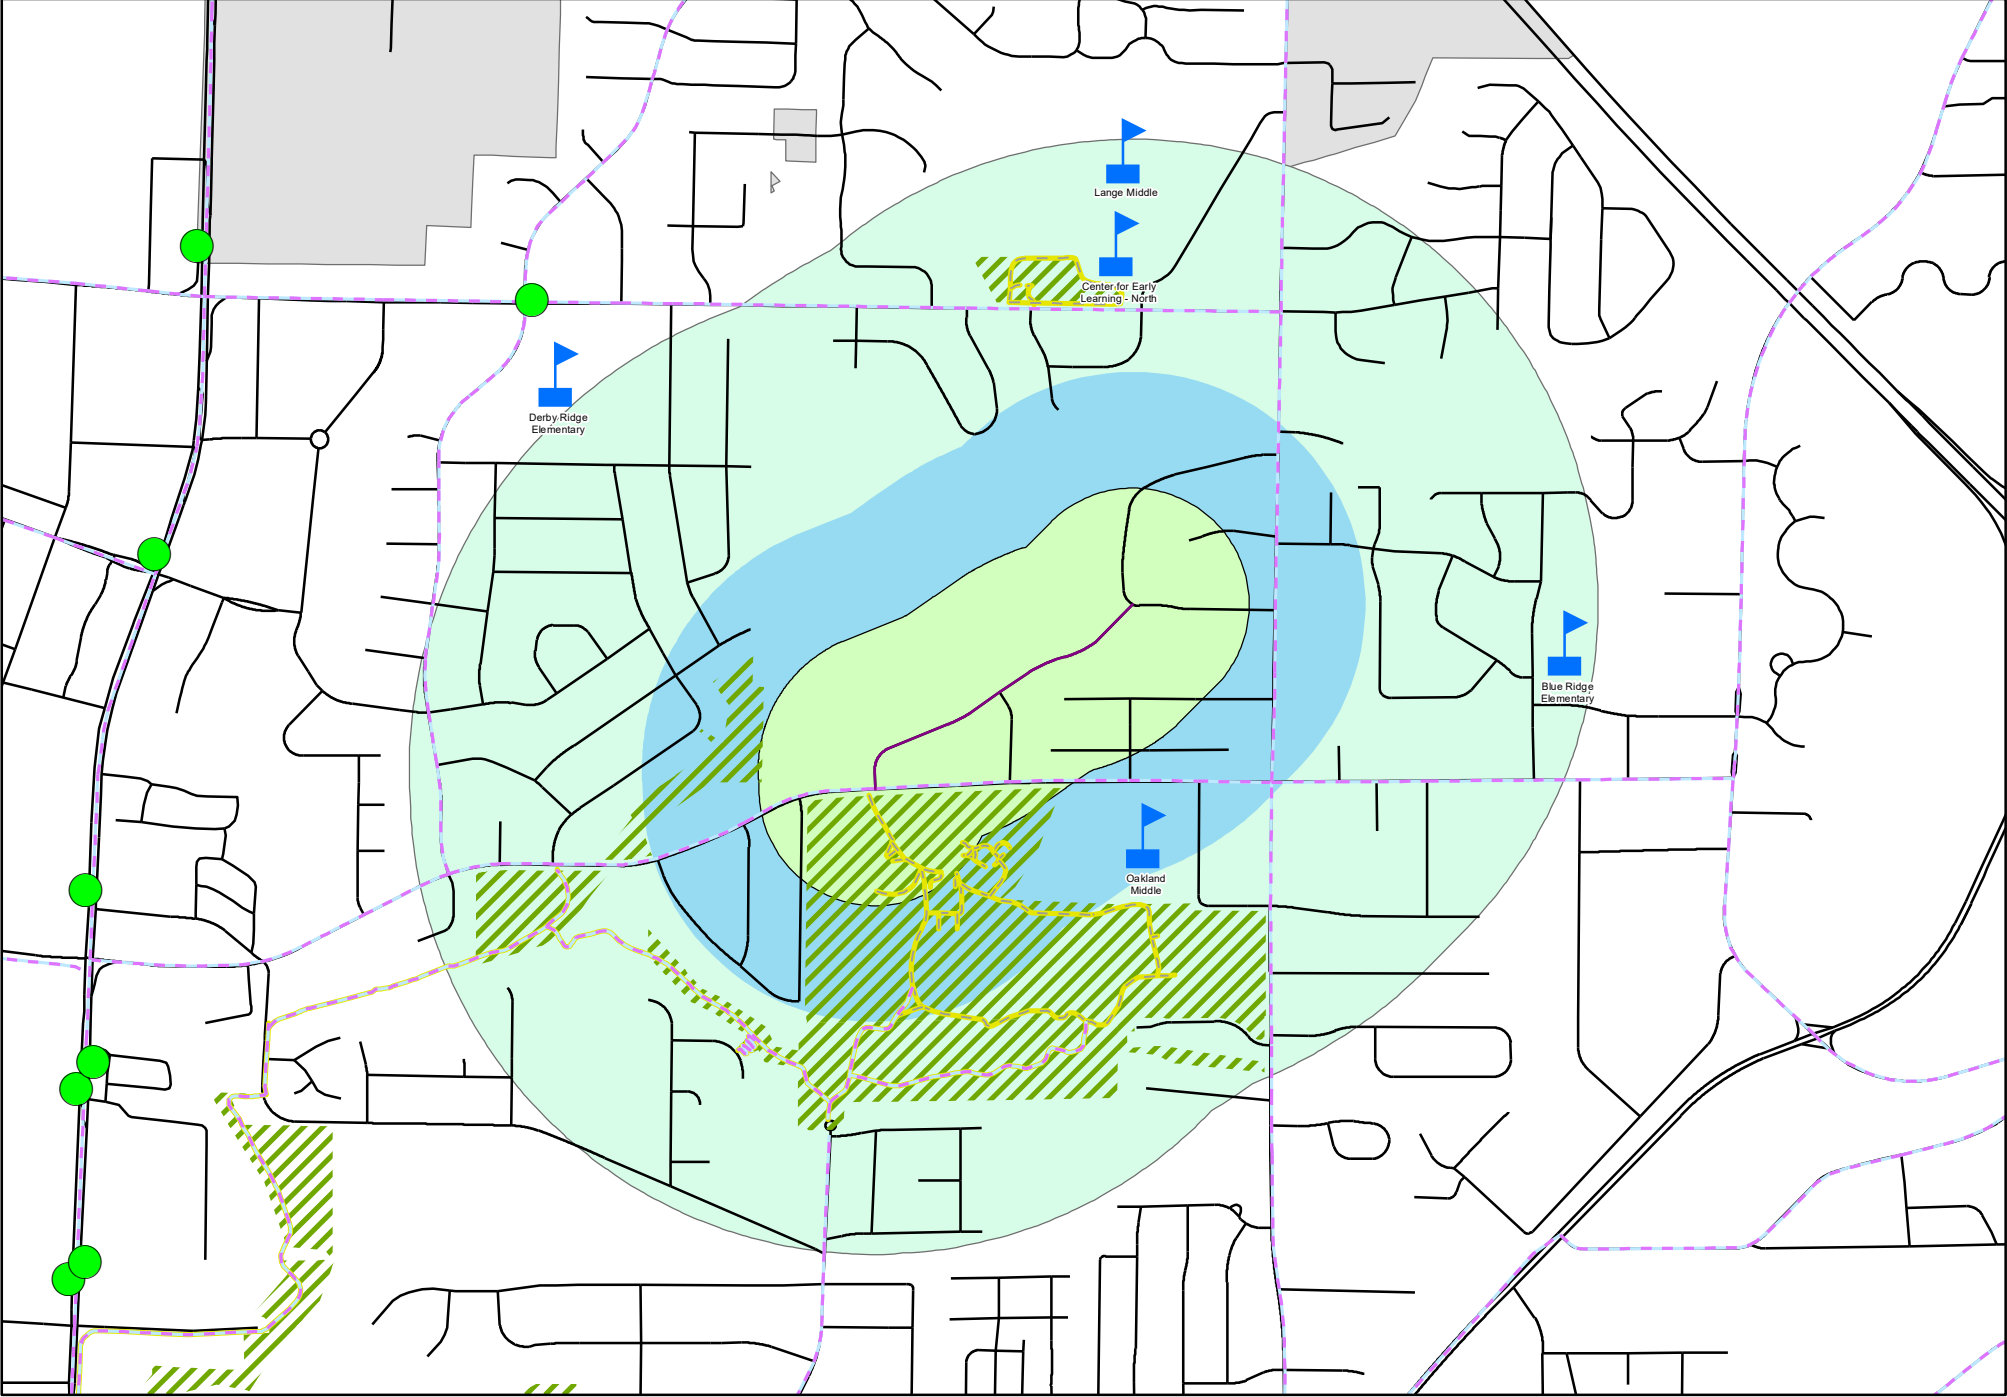 Lange Middle
Center for Early
Learning - North
Derby Ridge
Elementary
Blue Ridge
Elementary
Oakland
Middle